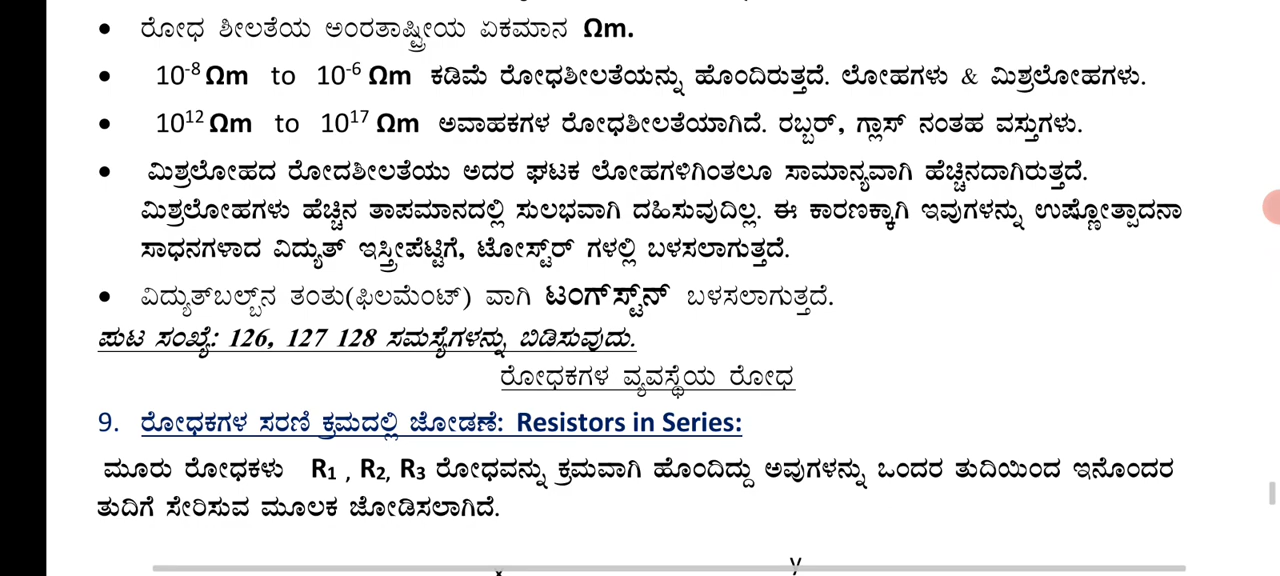 • ರೋಧ ಶೀಲತೆಯ ಅಂರತಾಷ್ಟ್ರೀಯ ಏಕಮಾನ Ωm.
• 10⁻⁸ Ωm to 10⁻⁶ Ωm ಕಡಿಮೆ ರೋಧಶೀಲತೆಯನ್ನು ಹೊಂದಿರುತ್ತದೆ. ಲೋಹಗಳು & ಮಿಶ್ರಲೋಹಗಳು.
• 10¹² Ωm to 10¹⁷ Ωm ಅವಾಹಕಗಳ ರೋಧಶೀಲತೆಯಾಗಿದೆ. ರಬ್ಬರ್, ಗ್ಲಾಸ್ ನಂತಹ ವಸ್ತುಗಳು.
• ಮಿಶ್ರಲೋಹದ ರೋದಶೀಲತೆಯು ಅದರ ಘಟಕ ಲೋಹಗಳಿಗಿಂತಲೂ ಸಾಮಾನ್ಯವಾಗಿ ಹೆಚ್ಚಿನದಾಗಿರುತ್ತದೆ.
ಮಿಶ್ರಲೋಹಗಳು ಹೆಚ್ಚಿನ ತಾಪಮಾನದಲ್ಲಿ ಸುಲಭವಾಗಿ ದಹಿಸುವುದಿಲ್ಲ. ಈ ಕಾರಣಕ್ಕಾಗಿ ಇವುಗಳನ್ನು ಉಷ್ಣೋತ್ಪಾದನಾ
ಸಾಧನಗಳಾದ ವಿದ್ಯುತ್ ಇಸ್ತ್ರೀಪೆಟ್ಟಿಗೆ, ಟೋಸ್ಟ್‌ರ್ ಗಳಲ್ಲಿ ಬಳಸಲಾಗುತ್ತದೆ.
• ವಿದ್ಯುತ್‌ಬಲ್ಬ್‌ನ ತಂತು(ಫಿಲಮೆಂಟ್) ವಾಗಿ ಟಂಗ್‌ಸ್ಟ್‌ನ್ ಬಳಸಲಾಗುತ್ತದೆ.
ಪುಟ ಸಂಖ್ಯೆ: 126, 127 128 ಸಮಸ್ಯೆಗಳನ್ನು ಬಿಡಿಸುವುದು.
ರೋಧಕಗಳ ವ್ಯವಸ್ಥೆಯ ರೋಧ
9. ರೋಧಕಗಳ ಸರಣಿ ಕ್ರಮದಲ್ಲಿ ಜೋಡಣೆ: Resistors in Series:
ಮೂರು ರೋಧಕಳು R₁ , R₂, R₃ ರೋಧವನ್ನು ಕ್ರಮವಾಗಿ ಹೊಂದಿದ್ದು ಅವುಗಳನ್ನು ಒಂದರ ತುದಿಯಿಂದ ಇನೊಂದರ
ತುದಿಗೆ ಸೇರಿಸುವ ಮೂಲಕ ಜೋಡಿಸಲಾಗಿದೆ.